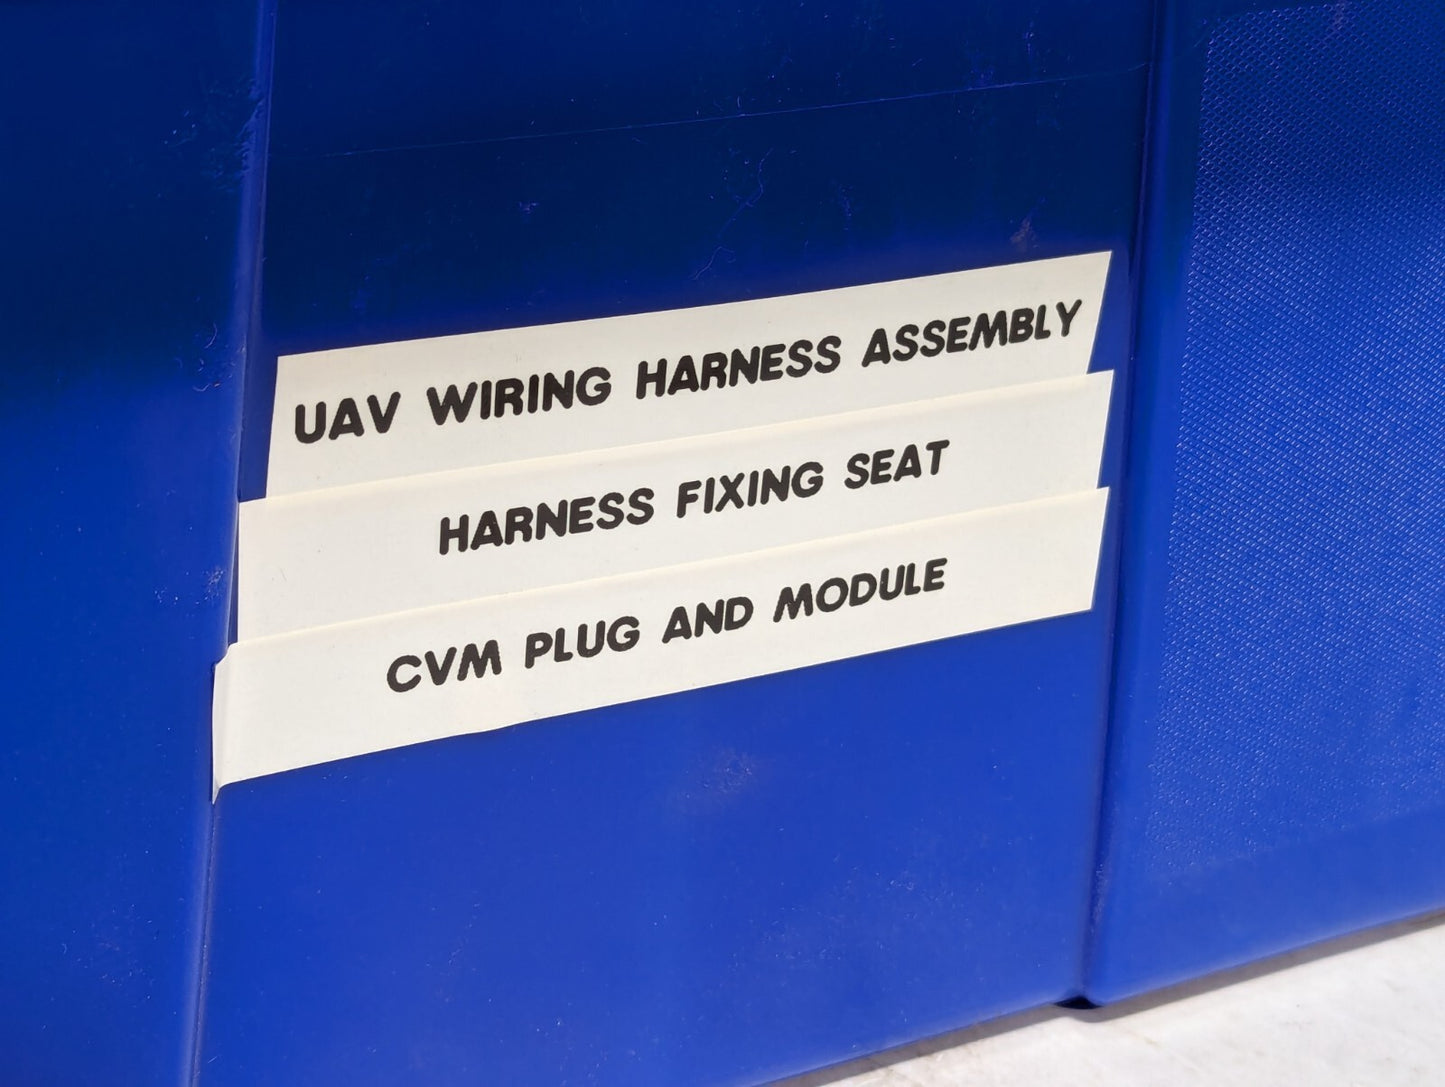 UAV WIRING HARNESS ASSEMBLY
HARNESS FIXING SEAT
CVM PLUG AND MODULE